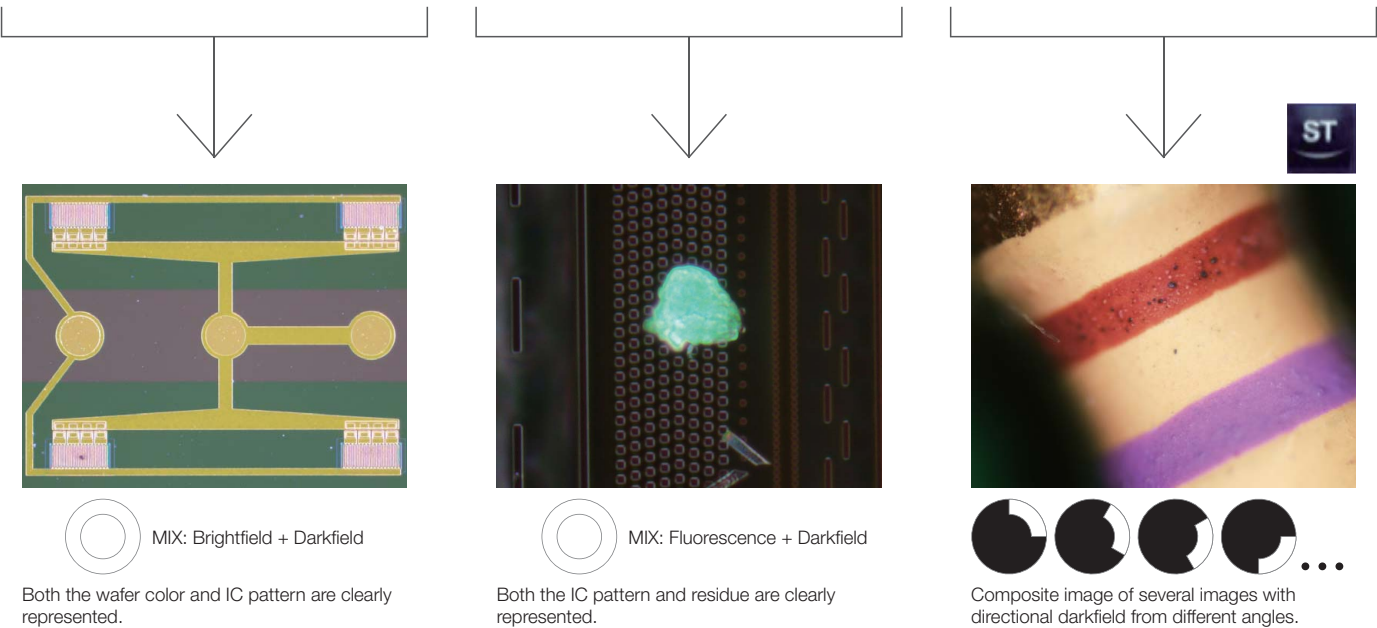 ST
MIX: Brightfield + Darkfield
Both the wafer color and IC pattern are clearly
represented.
MIX: Fluorescence + Darkfield
Both the IC pattern and residue are clearly
represented.
Composite image of several images with
directional darkfield from different angles.